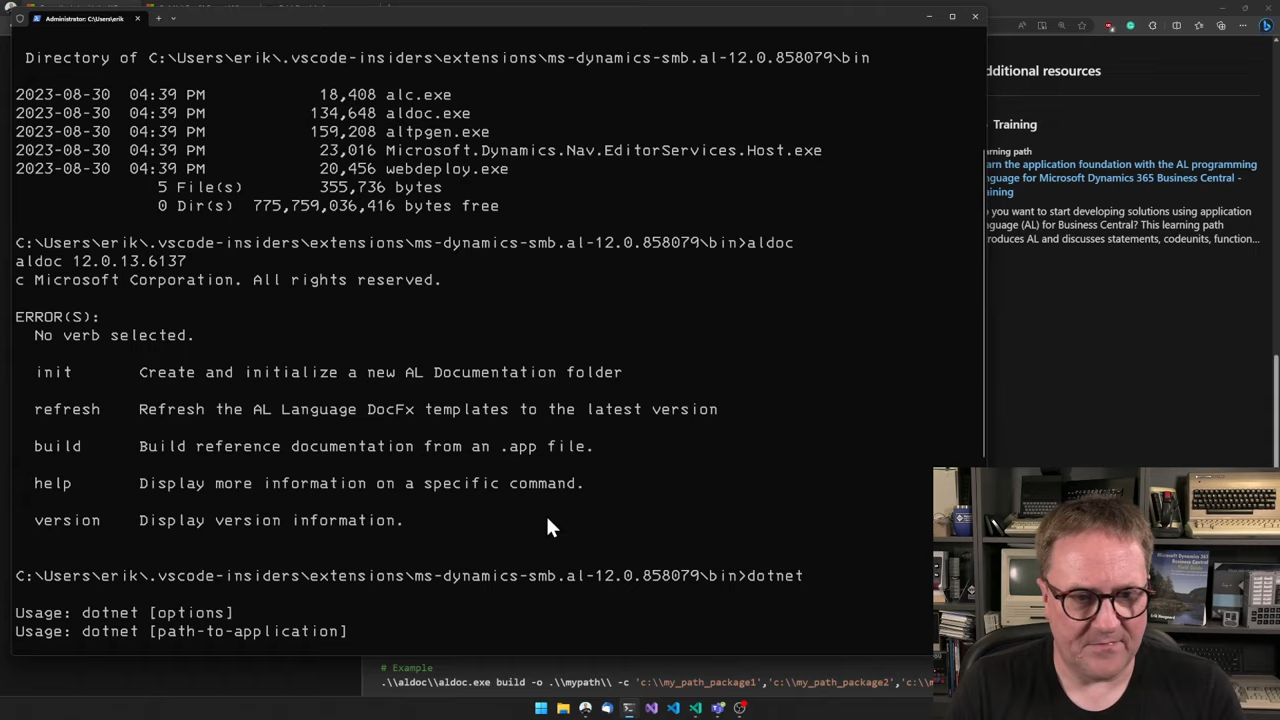 Administrator: C:\Users\erik
Directory of C:\Users\erik\.vscode-insiders\extensions\ms-dynamics-smb.al-12.0.858079\bin
2023-08-30 04:39 PM 18,408 alc.exe
2023-08-30 04:39 PM 134,648 aldoc.exe
2023-08-30 04:39 PM 159,208 altpgen.exe
2023-08-30 04:39 PM 23,016 Microsoft.Dynamics.Nav.EditorServices.Host.exe
2023-08-30 04:39 PM 20,456 webdeploy.exe
5 File(s) 355,736 bytes
0 Dir(s) 775,759,036,416 bytes free
C:\Users\erik\.vscode-insiders\extensions\ms-dynamics-smb.al-12.0.858079\bin>aldoc
aldoc 12.0.13.6137
c Microsoft Corporation. All rights reserved.
ERROR(S):
No verb selected.
init Create and initialize a new AL Documentation folder
refresh Refresh the AL Language DocFx templates to the latest version
build Build reference documentation from an .app file.
help Display more information on a specific command.
version Display version information.
C:\Users\erik\.vscode-insiders\extensions\ms-dynamics-smb.al-12.0.858079\bin>dotnet
Usage: dotnet [options]
Usage: dotnet [path-to-application]
# Example
.\\aldoc\\aldoc.exe build -o .\\mypath\\ -c 'c:\\my_path_package1','c:\\my_path_package2','c:\\m
dditional resources
Training
arning path
arn the application foundation with the AL programming
nguage for Microsoft Dynamics 365 Business Central -
aining
you want to start developing solutions using application
nguage (AL) for Business Central? This learning path
roduces AL and discusses statements, codeunits, function...
Microsoft Dynamics 365
Business Central
Field Guide